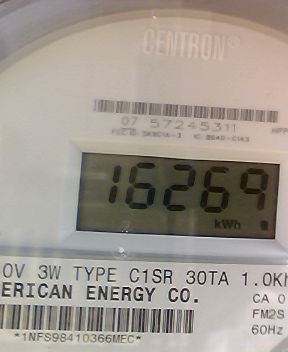 CENTRON®
07 57245311
16269
kWh
0V 3W TYPE C1SR 30TA 1.0K
ERICAN ENERGY CO.
CA 0
FM2S
60Hz
*1NFS98410366MEC*